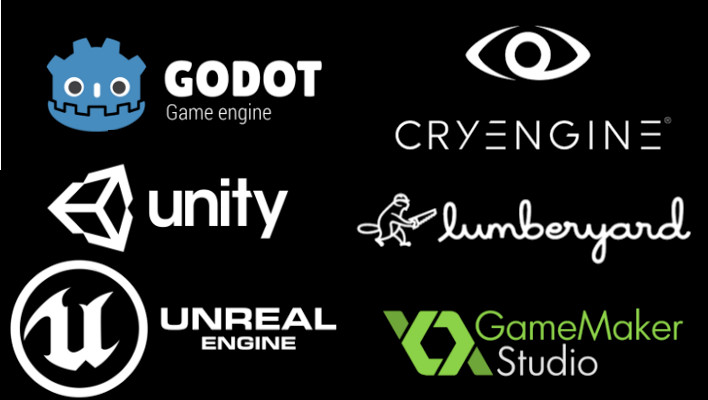 GODOT
Game engine
CRYENGINE®
unity
lumberyard
UNREAL
ENGINE
GameMaker
Studio